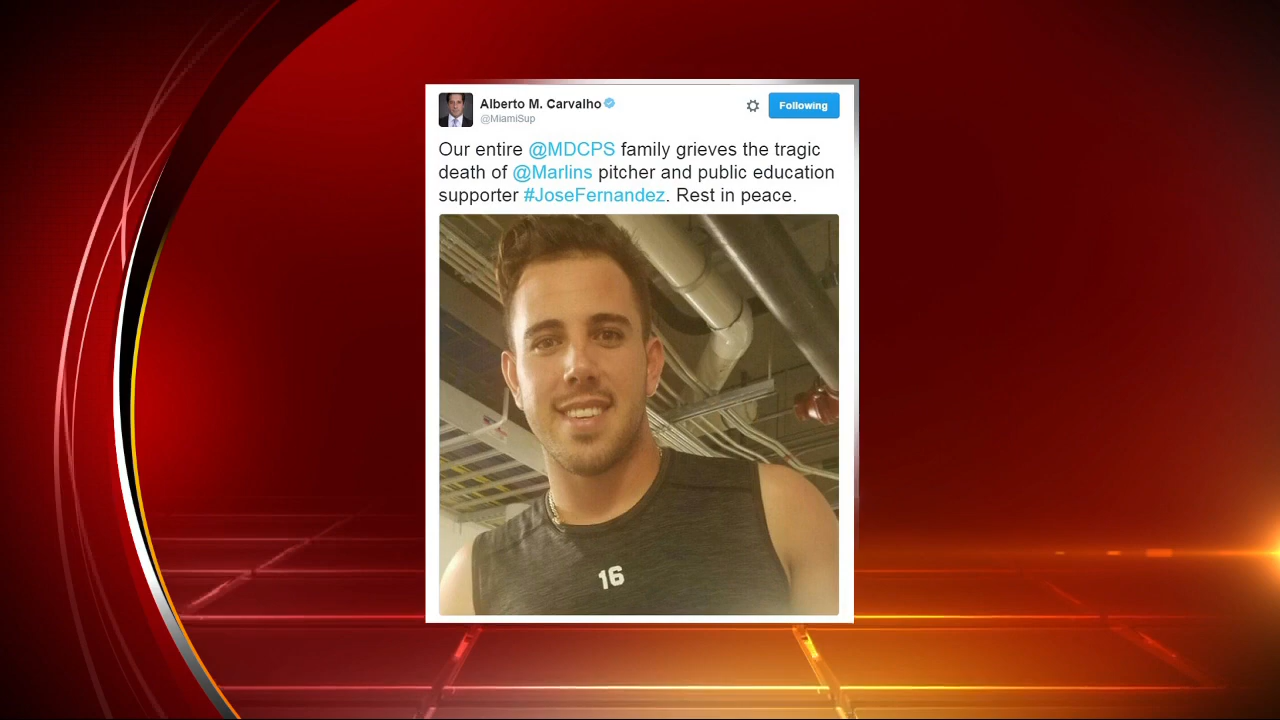 Alberto M. Carvalho
@MiamiSup
Following
Our entire @MDCPS family grieves the tragic
death of @Marlins pitcher and public education
supporter #JoseFernandez. Rest in peace.
16